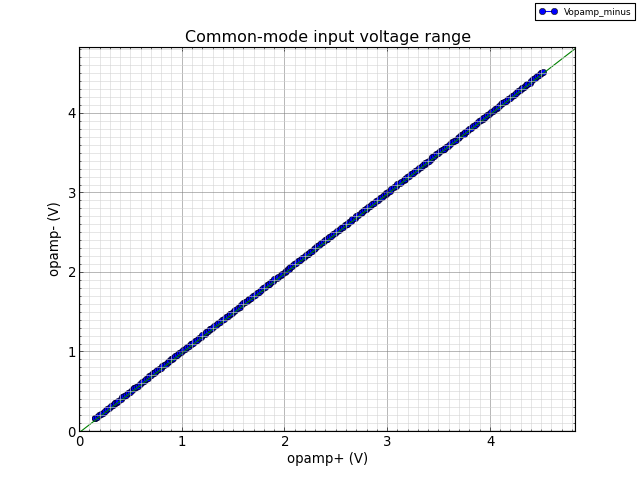 Vopamp_minus
Common-mode input voltage range
opamp- (V)
4
3
2
1
0
0 1 2 3 4
opamp+ (V)